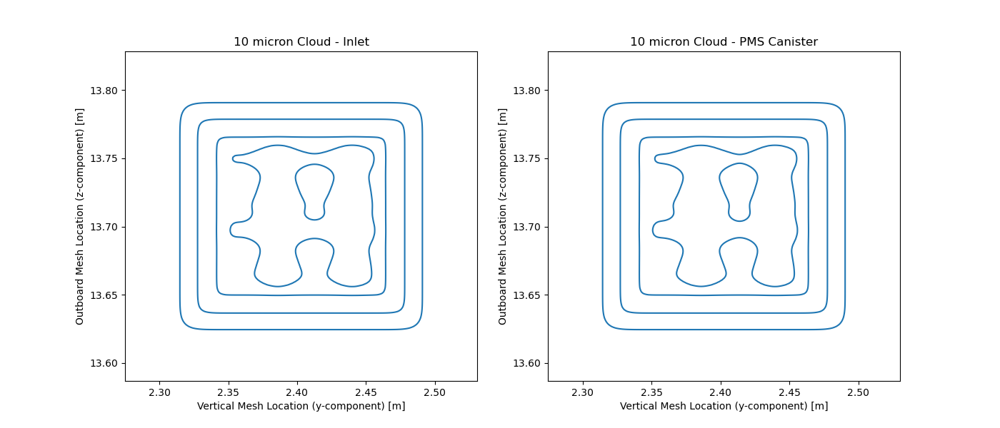 10 micron Cloud - Inlet
13.80
13.75
13.70
13.65
13.60
2.30 2.35 2.40 2.45 2.50
Vertical Mesh Location (y-component) [m]
Outboard Mesh Location (z-component) [m]
10 micron Cloud - PMS Canister
13.80
13.75
13.70
13.65
13.60
2.30 2.35 2.40 2.45 2.50
Vertical Mesh Location (y-component) [m]
Outboard Mesh Location (z-component) [m]